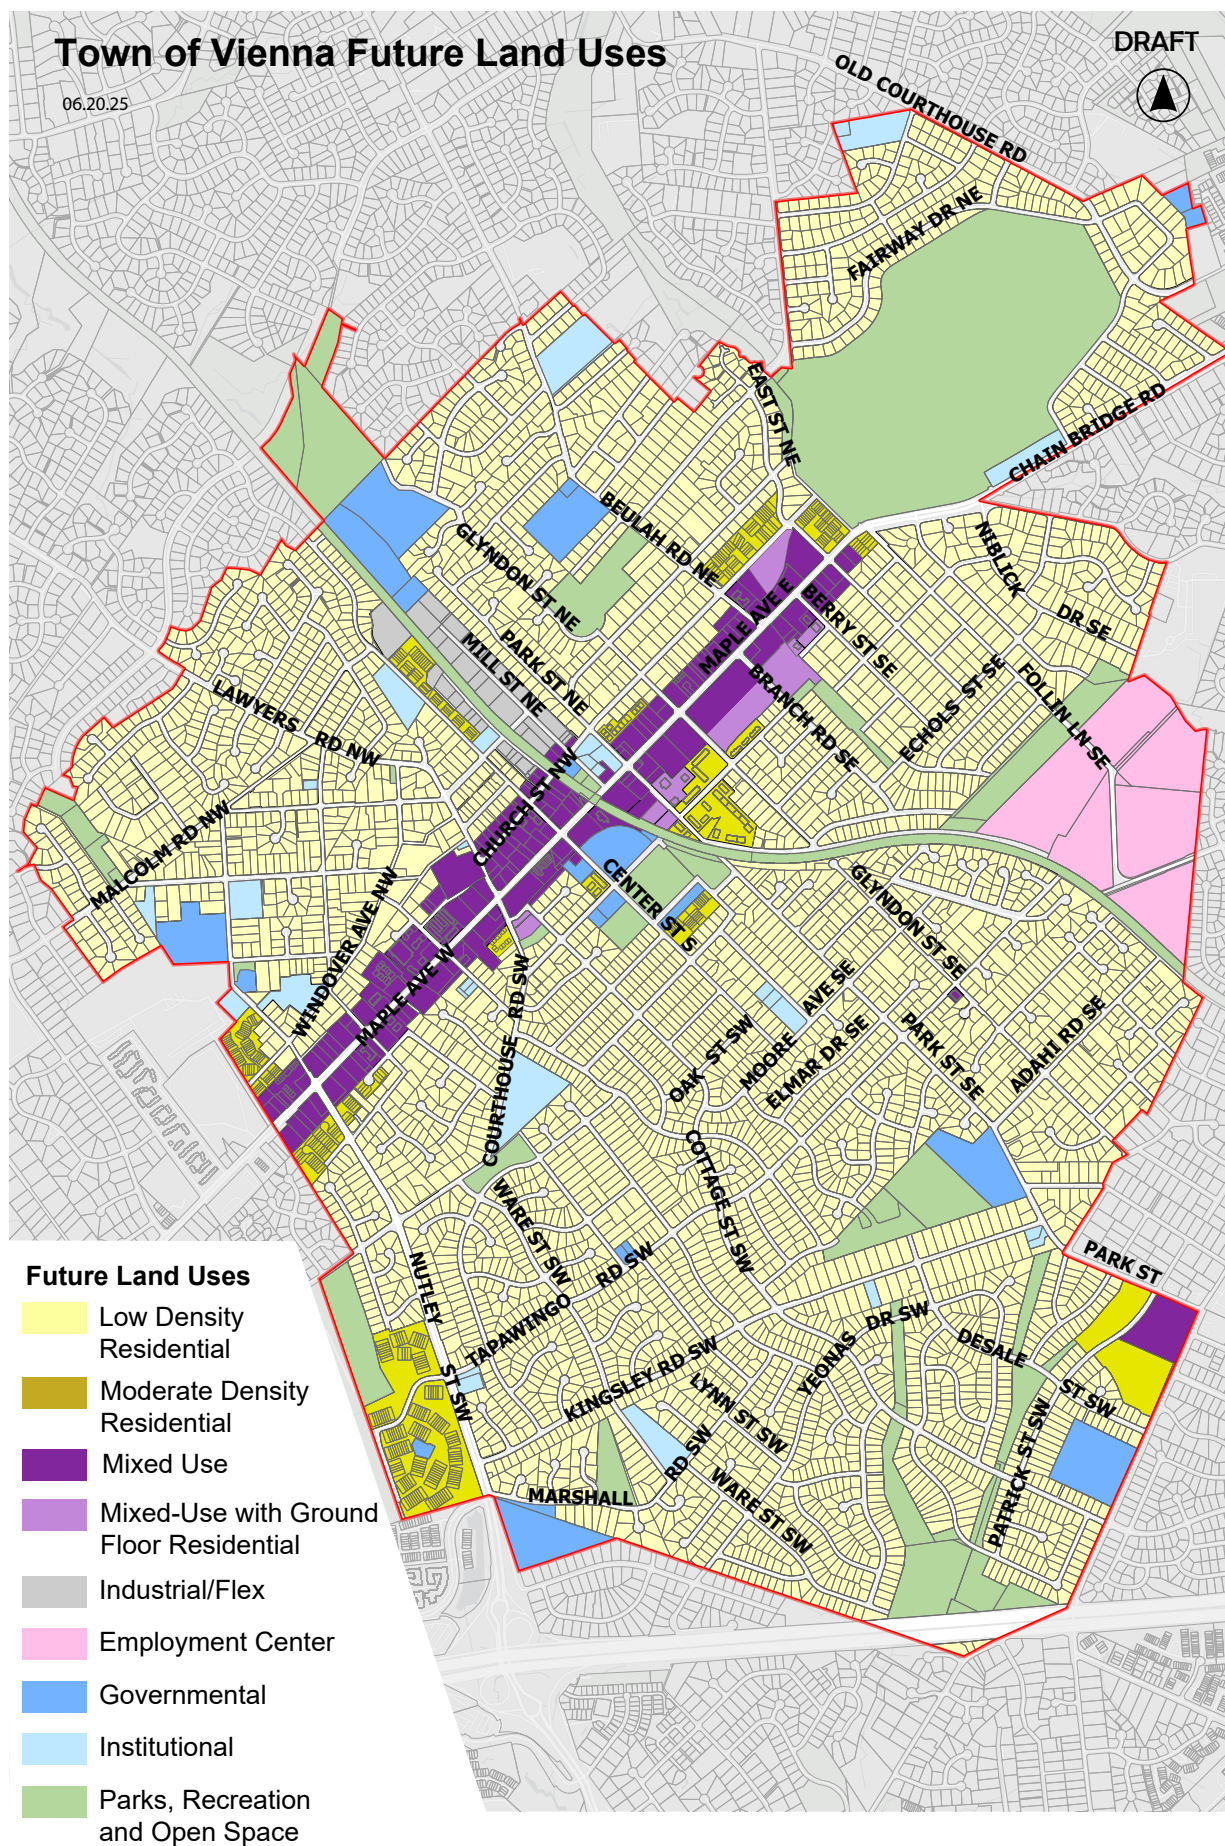 Town of Vienna Future Land Uses
DRAFT
06.20.25
OLD COURTHOUSE RD
FAIRWAY DR NE
EAST ST NE
CHAIN BRIDGE RD
BEULAH RD NE
GLYNDON ST NE
NIBLICK
DR SE
PARK ST NE
MILL ST NE
MAPLE AVE E
BERRY ST SE
BRANCH RD SE
ECHOLS ST SE
FOLLIN LN SE
LAWYERS RD NW
CHURCH ST NW
MALCOLM RD NW
WINDOVER AVE NW
CENTER ST S
GLYNDON ST SE
MAPLE AVE W
COURTHOUSE RD SW
MOORE AVE SE
OAK ST SW
ELMAR DR SE
PARK ST SE
ADAHI RD SE
COTTAGE ST SW
WARE ST SW
NUTLEY
ST SW
TAPAWINGO RD SW
PARK ST
YEONAS DR SW
DESALE
ST SW
KINGSLEY RD SW
LYNN ST SW
PATRICK ST SW
MARSHALL
RD SW
WARE ST SW
Future Land Uses
Low Density
Residential
Moderate Density
Residential
Mixed Use
Mixed-Use with Ground
Floor Residential
Industrial/Flex
Employment Center
Governmental
Institutional
Parks, Recreation
and Open Space